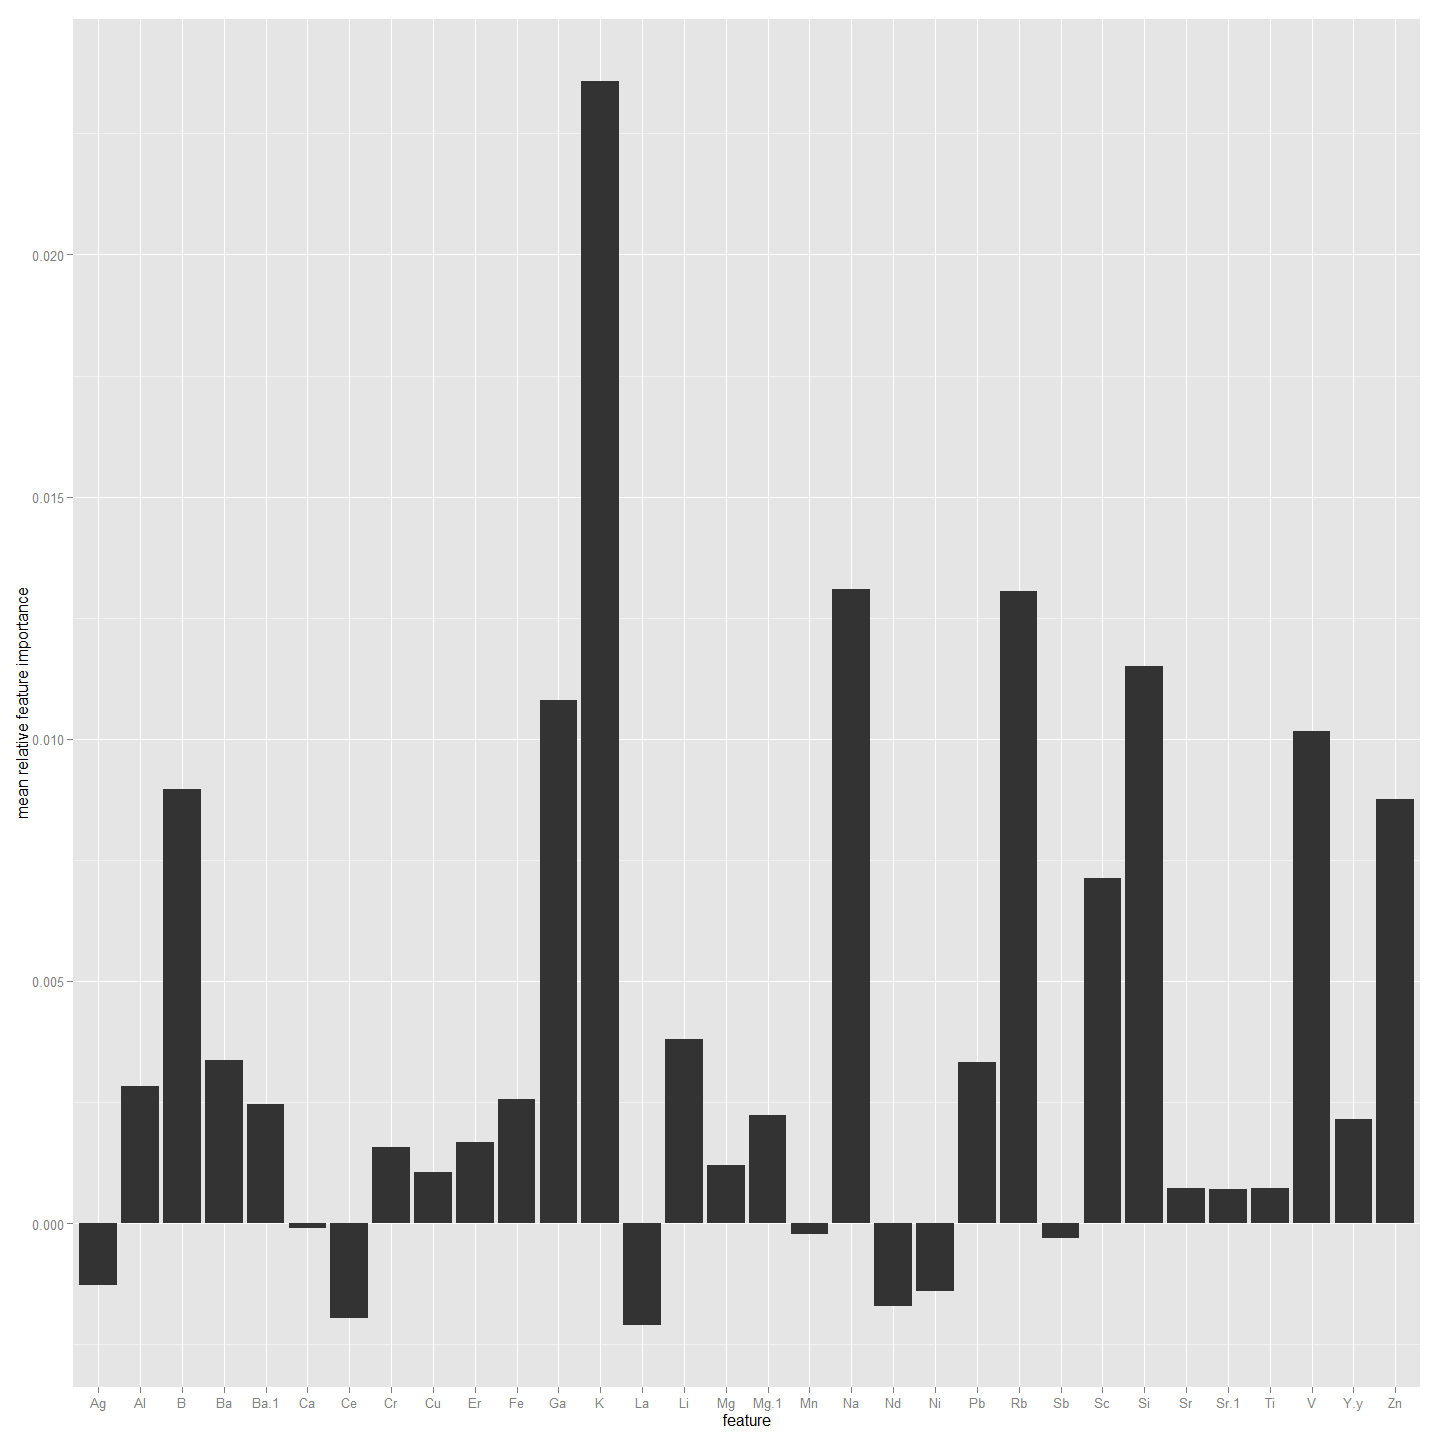 mean relative feature importance
0.020
0.015
0.010
0.005
0.000
Ag Al B Ba Ba.1 Ca Ce Cr Cu Er Fe Ga K La Li Mg Mg.1 Mn Na Nd Ni Pb Rb Sb Sc Si Sr Sr.1 Ti V Y.y Zn
feature